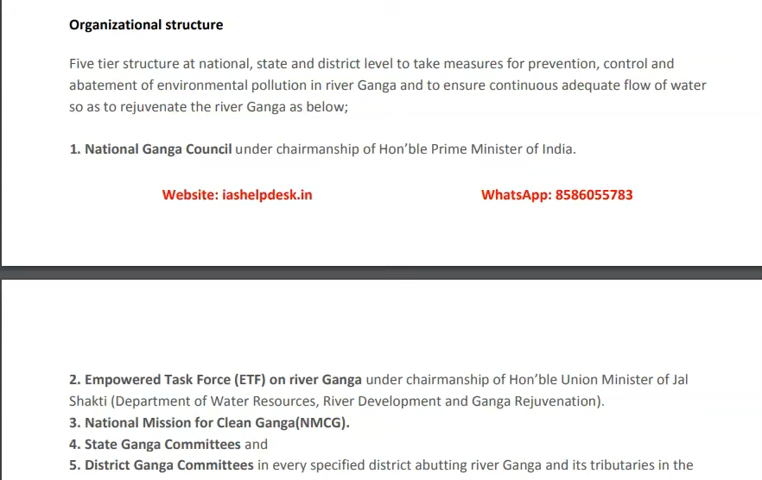 Organizational structure
Five tier structure at national, state and district level to take measures for prevention, control and
abatement of environmental pollution in river Ganga and to ensure continuous adequate flow of water
so as to rejuvenate the river Ganga as below;
1. National Ganga Council under chairmanship of Hon’ble Prime Minister of India.
Website: iashelpdesk.in WhatsApp: 8586055783
2. Empowered Task Force (ETF) on river Ganga under chairmanship of Hon’ble Union Minister of Jal
Shakti (Department of Water Resources, River Development and Ganga Rejuvenation).
3. National Mission for Clean Ganga(NMCG).
4. State Ganga Committees and
5. District Ganga Committees in every specified district abutting river Ganga and its tributaries in the